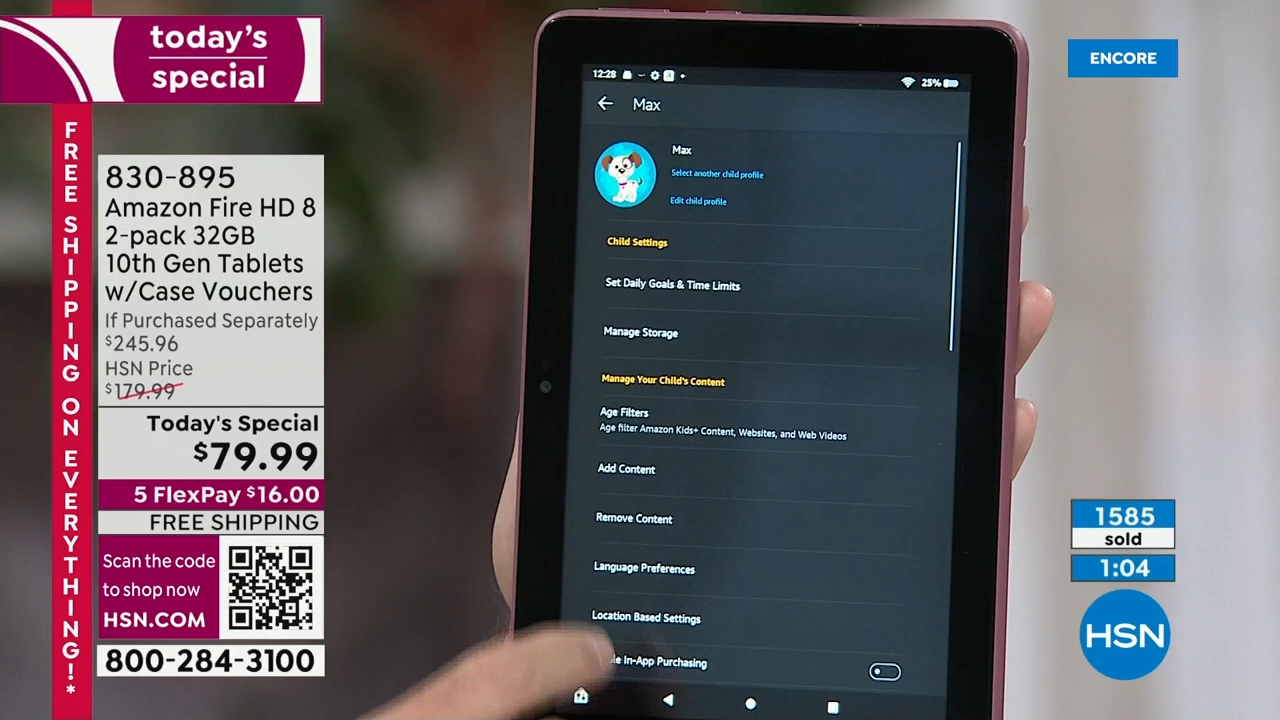 today's
special
FREE SHIPPING ON EVERYTHING!*
830-895
Amazon Fire HD 8
2-pack 32GB
10th Gen Tablets
w/Case Vouchers
If Purchased Separately
$245.96
HSN Price
$179.99
Today's Special
$79.99
5 FlexPay $16.00
FREE SHIPPING
Scan the code
to shop now
HSN.COM
800-284-3100
12:28
25%
Max
Max
Select another child profile
Edit child profile
Child Settings
Set Daily Goals & Time Limits
Manage Storage
Manage Your Child's Content
Age Filters
Age filter Amazon Kids+ Content, Websites, and Web Videos
Add Content
Remove Content
Language Preferences
Location Based Settings
In-App Purchasing
ENCORE
1585
sold
1:04
HSN